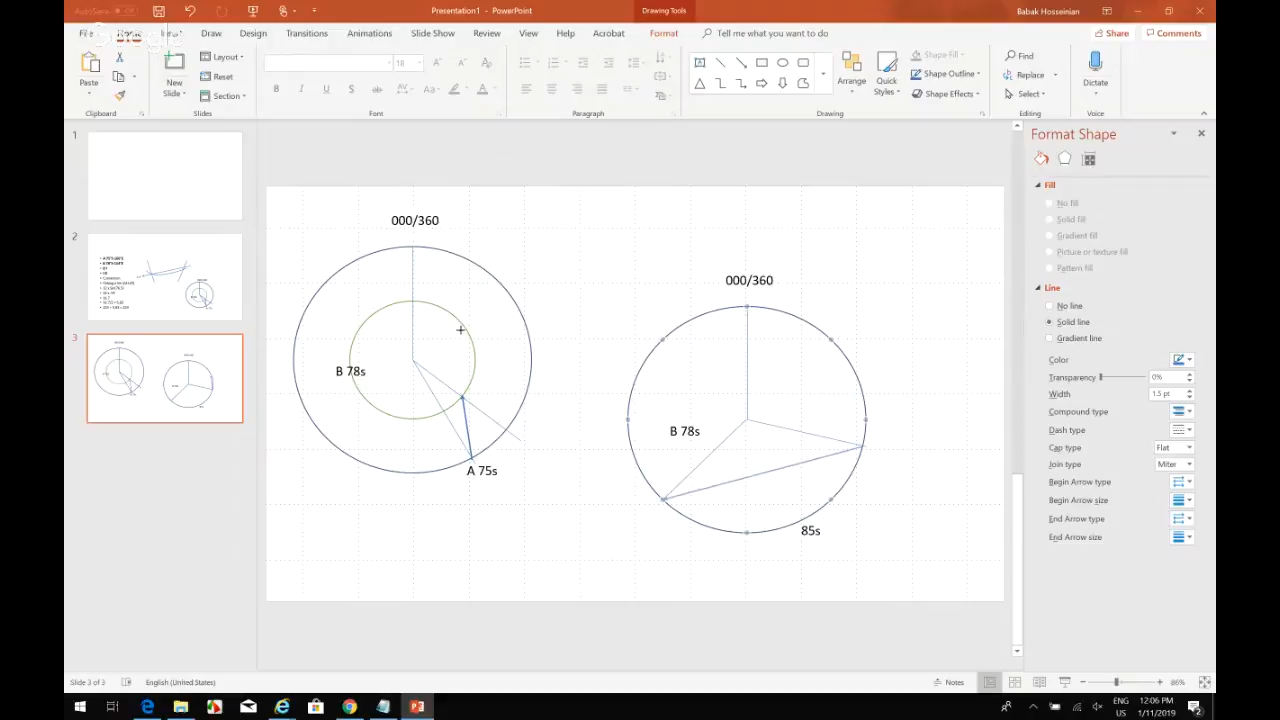 Presentation1 - PowerPoint
Drawing Tools
Babak Hosseinian
Draw
Design
Transitions
Animations
Slide Show
Review
View
Help
Acrobat
Format
Tell me what you want to do
Share
Comments
Paste
New
Slide
Layout
Reset
Section
18
B
I
U
S
Aa
A
Arrange
Quick
Styles
Shape Fill
Shape Outline
Shape Effects
Find
Replace
Select
Dictate
Clipboard
Slides
Font
Paragraph
Drawing
Editing
Voice
1
2
3
000/360
B 78s
A 75s
000/360
B 78s
85s
Format Shape
Fill
No fill
Solid fill
Gradient fill
Picture or texture fill
Pattern fill
Line
No line
Solid line
Gradient line
Color
Transparency
0%
Width
1.5 pt
Compound type
Dash type
Cap type
Flat
Join type
Miter
Begin Arrow type
Begin Arrow size
End Arrow type
End Arrow size
Slide 3 of 3
English (United States)
Notes
86%
ENG
US
12:06 PM
1/11/2019